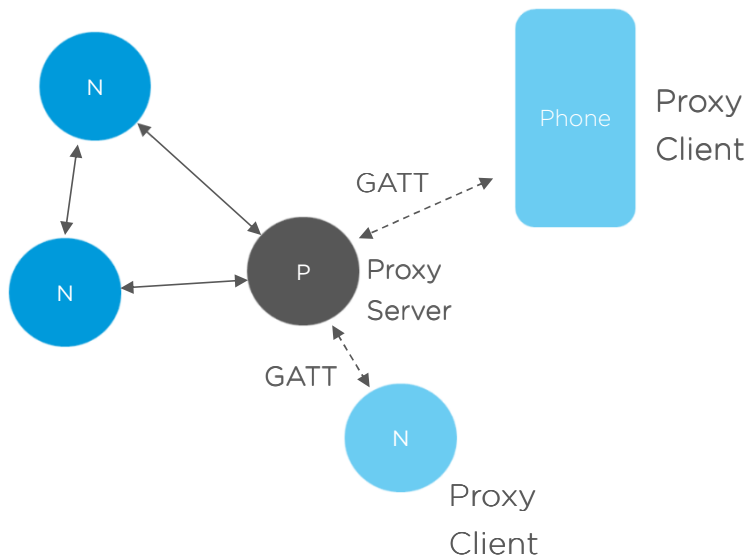 N
Phone
Proxy
Client
GATT
N
P
Proxy
Server
GATT
N
Proxy
Client